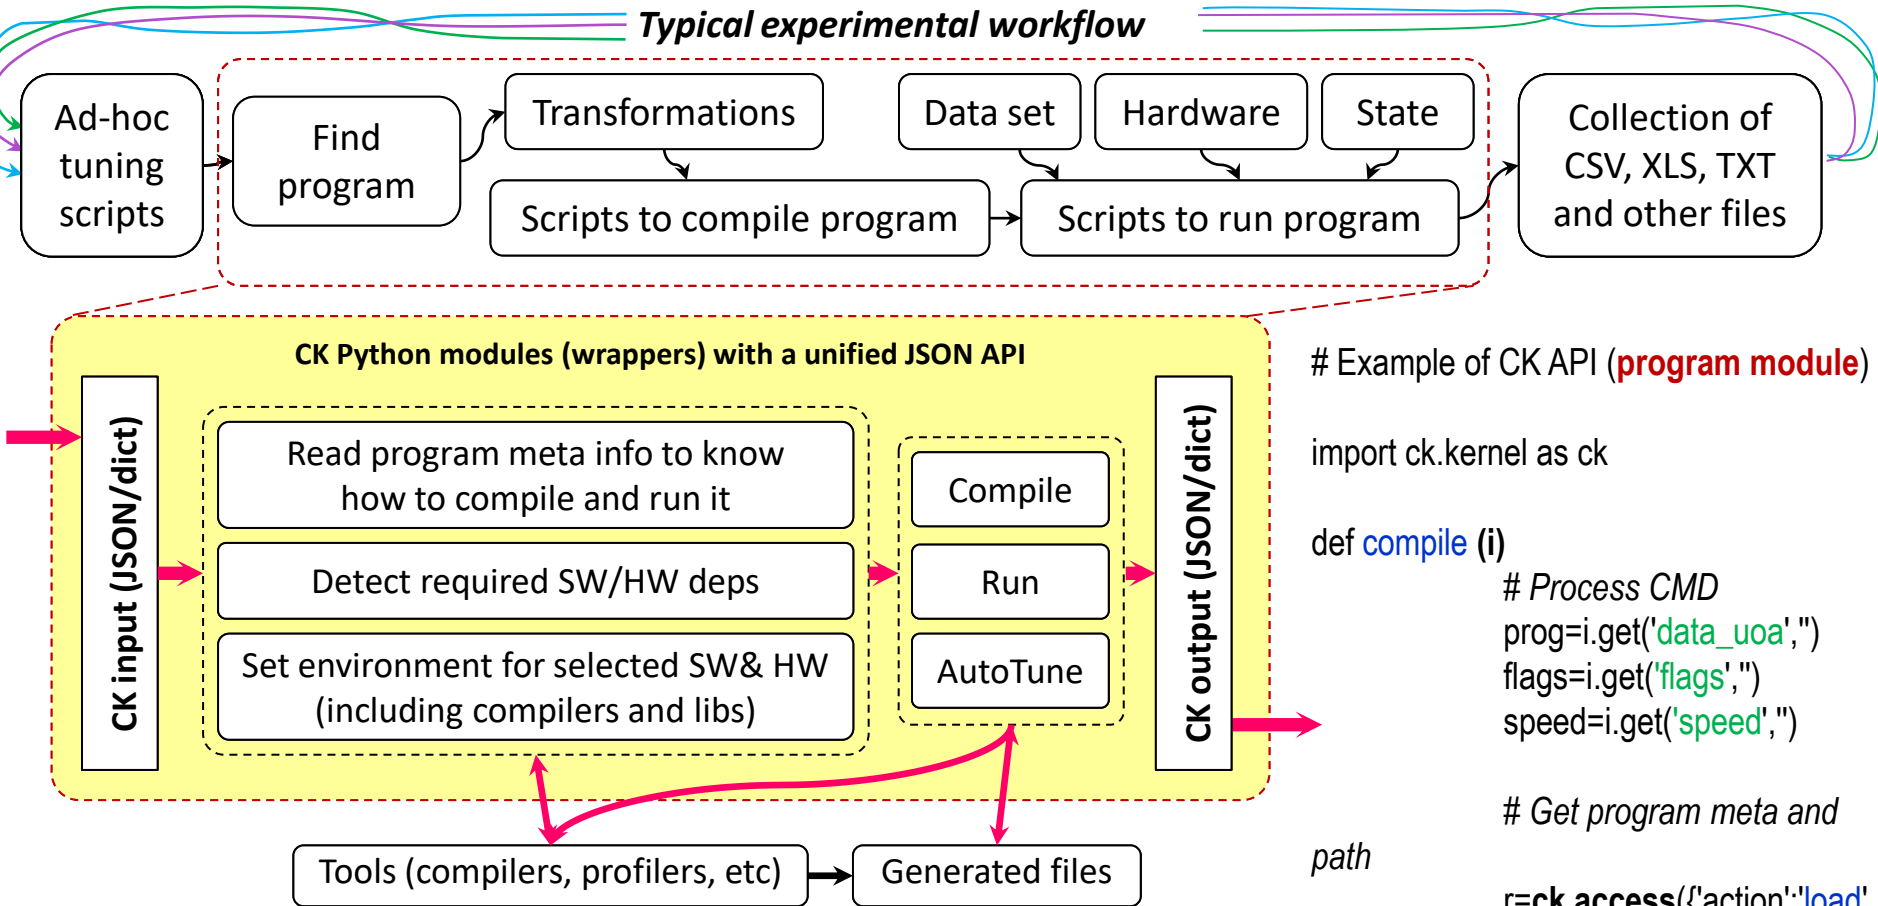 Typical experimental workflow
Ad-hoc
tuning
scripts
Find
program
Transformations
Data set
Hardware
State
Scripts to compile program
Scripts to run program
Collection of
CSV, XLS, TXT
and other files
CK Python modules (wrappers) with a unified JSON API
CK input (JSON/dict)
Read program meta info to know
how to compile and run it
Detect required SW/HW deps
Set environment for selected SW& HW
(including compilers and libs)
Compile
Run
AutoTune
CK output (JSON/dict)
Tools (compilers, profilers, etc)
Generated files
# Example of CK API (program module)
import ck.kernel as ck
def compile (i)
# Process CMD
prog=i.get('data_uoa','')
flags=i.get('flags','')
speed=i.get('speed','')
# Get program meta and
path
r=ck.access({'action':'load'